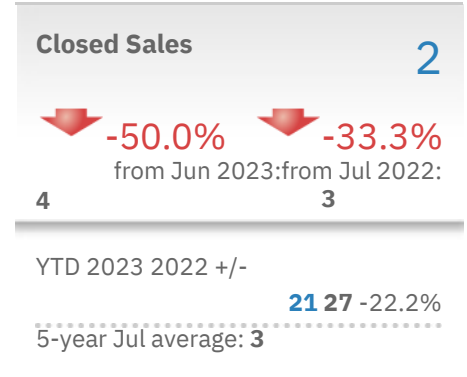 Closed Sales 2
-50.0% -33.3%
from Jun 2023:from Jul 2022:
4 3
YTD 2023 2022 +/-
21 27 -22.2%
5-year Jul average: 3